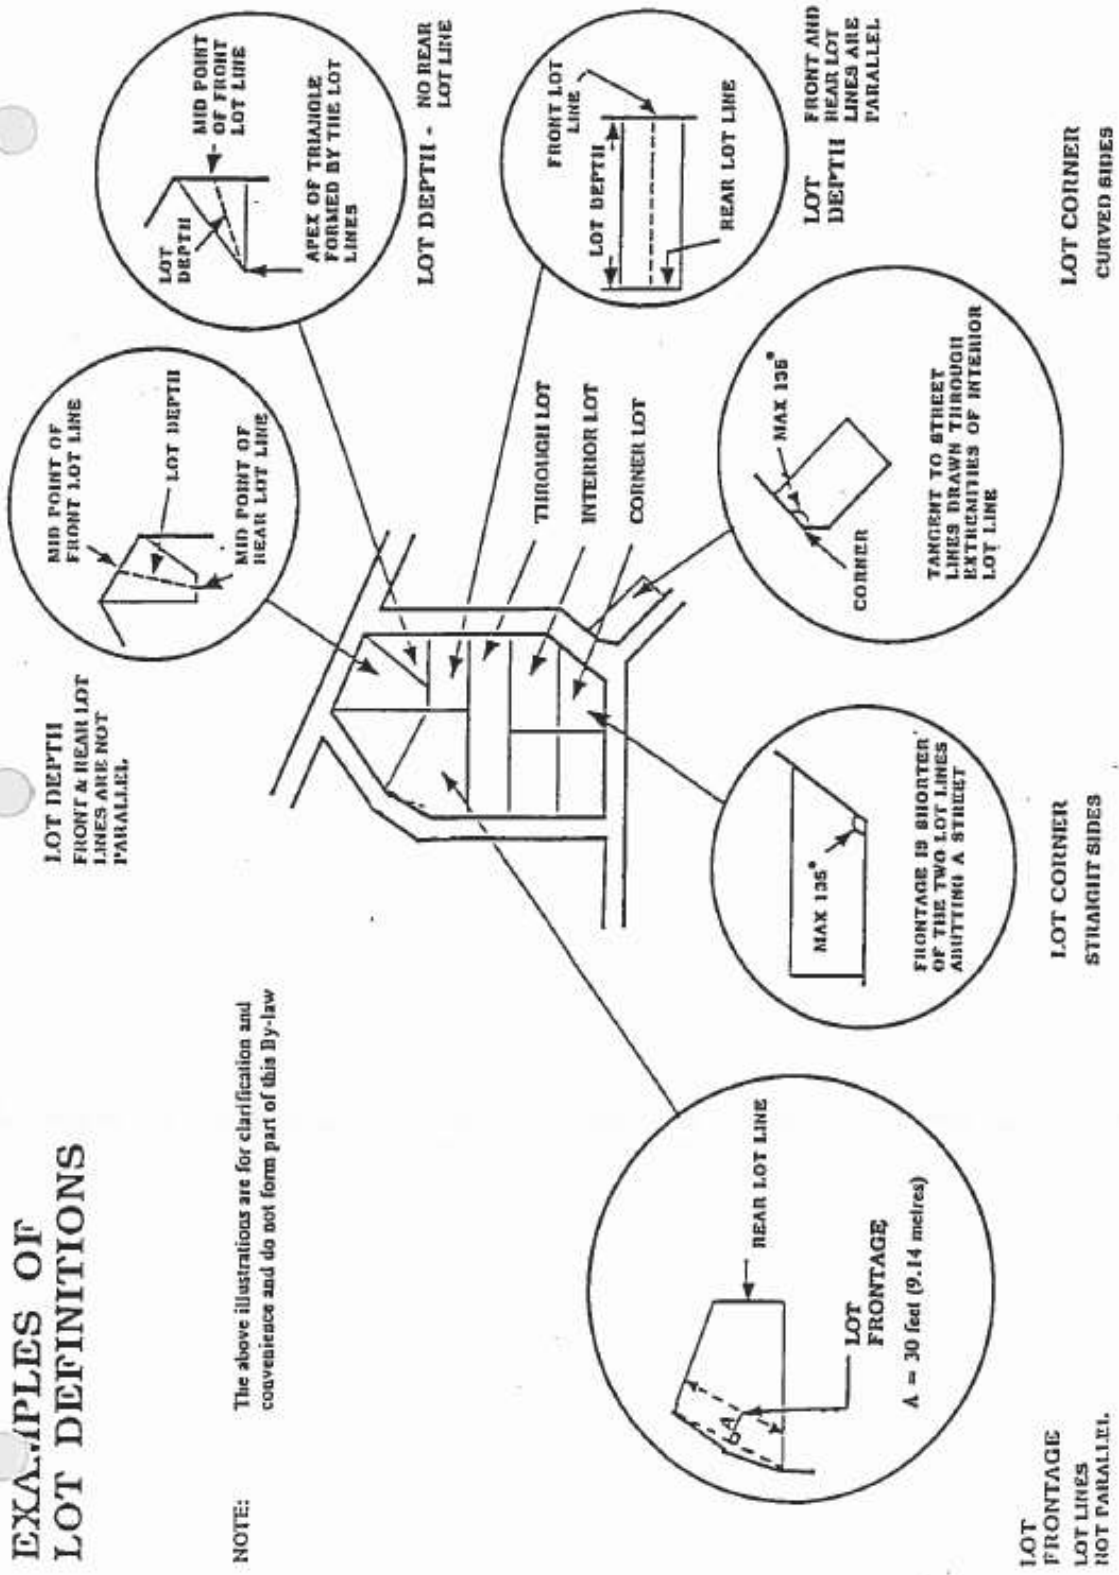 EXAMPLES OF
LOT DEFINITIONS
NOTE:
The above illustrations are for clarification and
convenience and do not form part of this By-law
LOT DEPTH
FRONT & REAR LOT
LINES ARE NOT
PARALLEL.
MID POINT OF
FRONT LOT LINE
LOT DEPTH
MID POINT OF
REAR LOT LINE
LOT
DEPTH
MID POINT
OF FRONT
LOT LINE
APEX OF TRIANGLE
FORMED BY THE LOT
LINES
LOT DEPTH - NO REAR
LOT LINE
FRONT LOT
LINE
LOT DEPTH
REAR LOT LINE
LOT
DEPTH
FRONT AND
REAR LOT
LINES ARE
PARALLEL
THROUGH LOT
INTERIOR LOT
CORNER LOT
MAX 135°
CORNER
TANGENT TO STREET
LINES DRAWN THROUGH
EXTREMITIES OF INTERIOR
LOT LINE
LOT CORNER
CURVED SIDES
MAX 135°
FRONTAGE IS SHORTER
OF THE TWO LOT LINES
ABUTTING A STREET
LOT CORNER
STRAIGHT SIDES
A
REAR LOT LINE
LOT
FRONTAGE
A = 30 feet (9.14 metres)
LOT
FRONTAGE
LOT LINES
NOT PARALLEL.